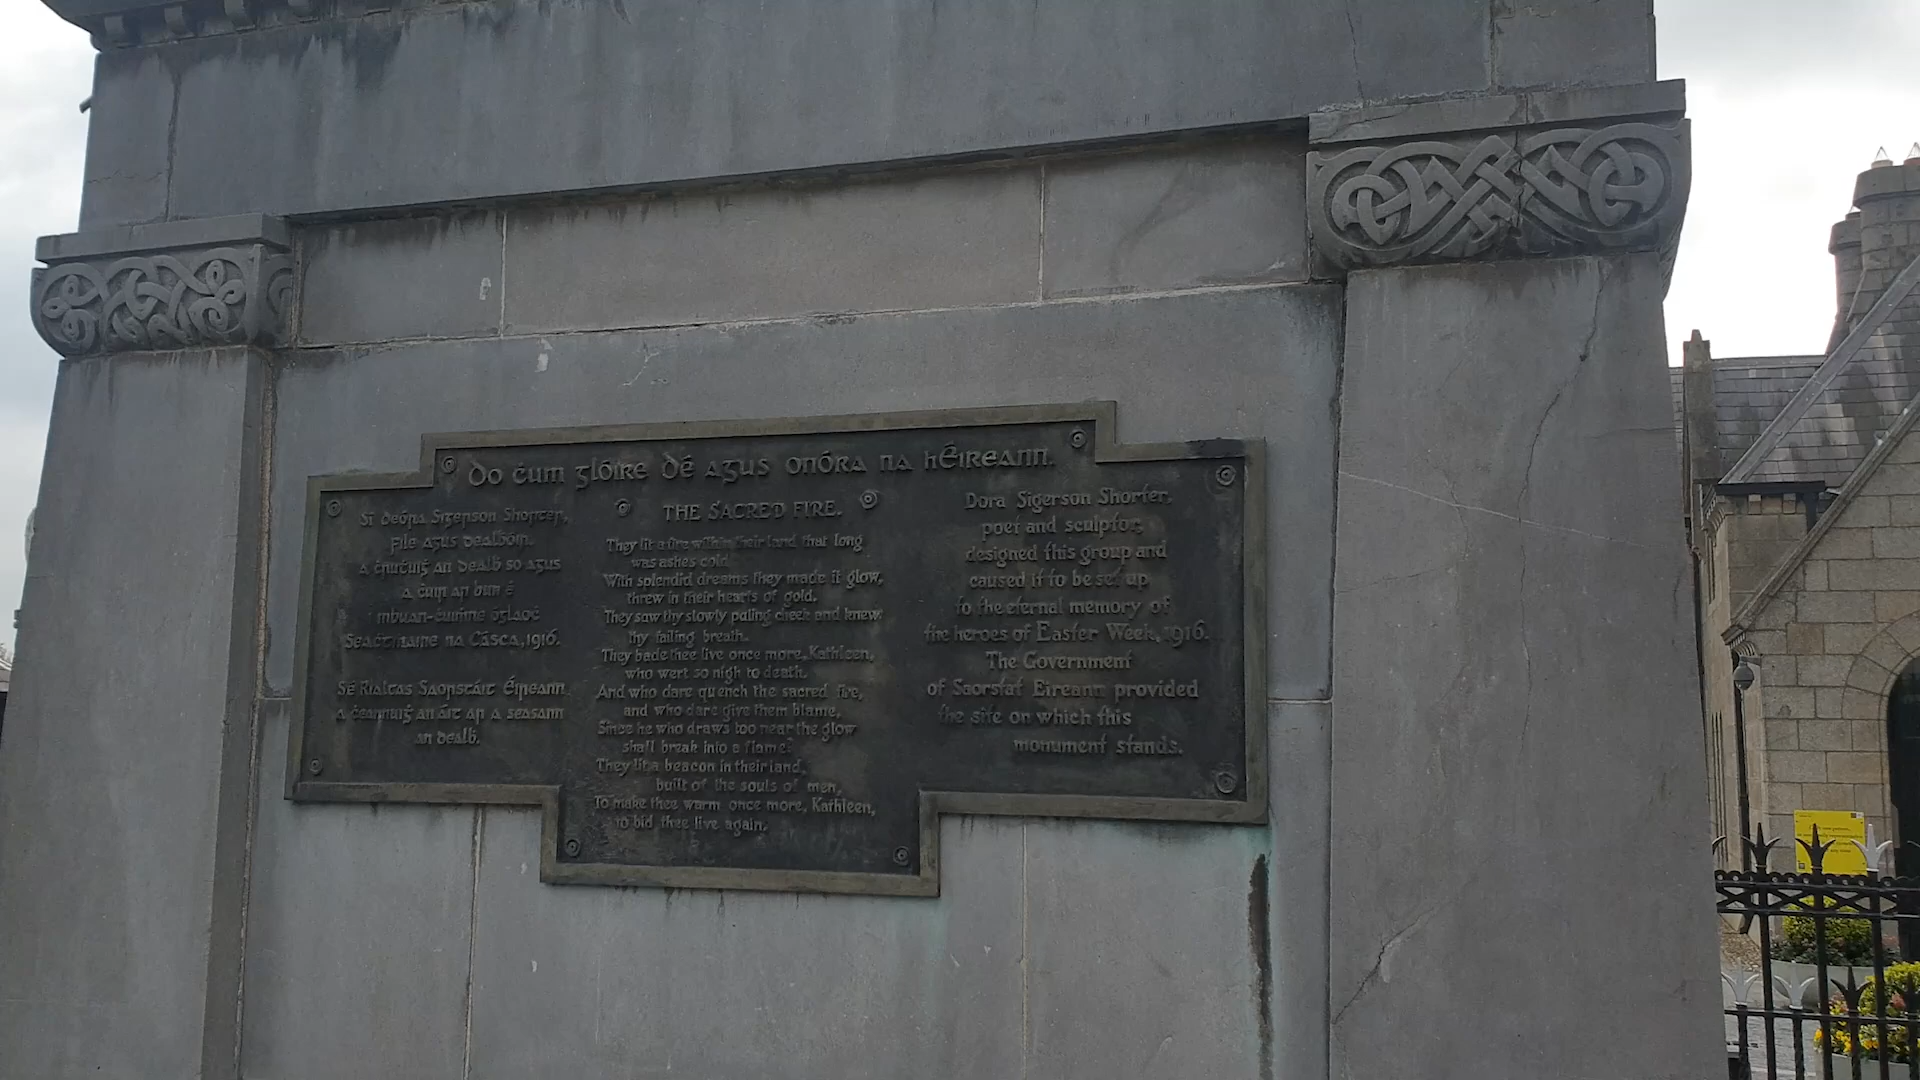 Do ċum glóire Dé agus onóra na hÉireann.
Sí Deóra Sigerson Shorter,
file agus dealbóir.
a ċruṫuiġ an dealb so agus
a ċuir ar bun é
i mbuan-ċuiṁne óglaoċ
Seaċtṁaine na Cásca, 1916.
Sé Rialtas Saorstáit Éireann
a ċeannuiġ an áit ar a seasann
an dealb.
THE SACRED FIRE.
They lit a fire within their land that long
was ashes cold
With splendid dreams they made it glow,
threw in their hearts of gold.
They saw thy slowly paling cheek and knew
thy failing breath.
They bade thee live once more, Kathleen,
who wert so nigh to death.
And who dare quench the sacred fire,
and who dare give them blame,
Since he who draws too near the glow
shall break into a flame?
They lit a beacon in their land,
built of the souls of men,
To make thee warm once more, Kathleen,
to bid thee live again.
Dora Sigerson Shorter,
poet and sculptor,
designed this group and
caused it to be set up
to the eternal memory of
the heroes of Easter Week, 1916.
The Government
of Saorstat Eireann provided
the site on which this
monument stands.